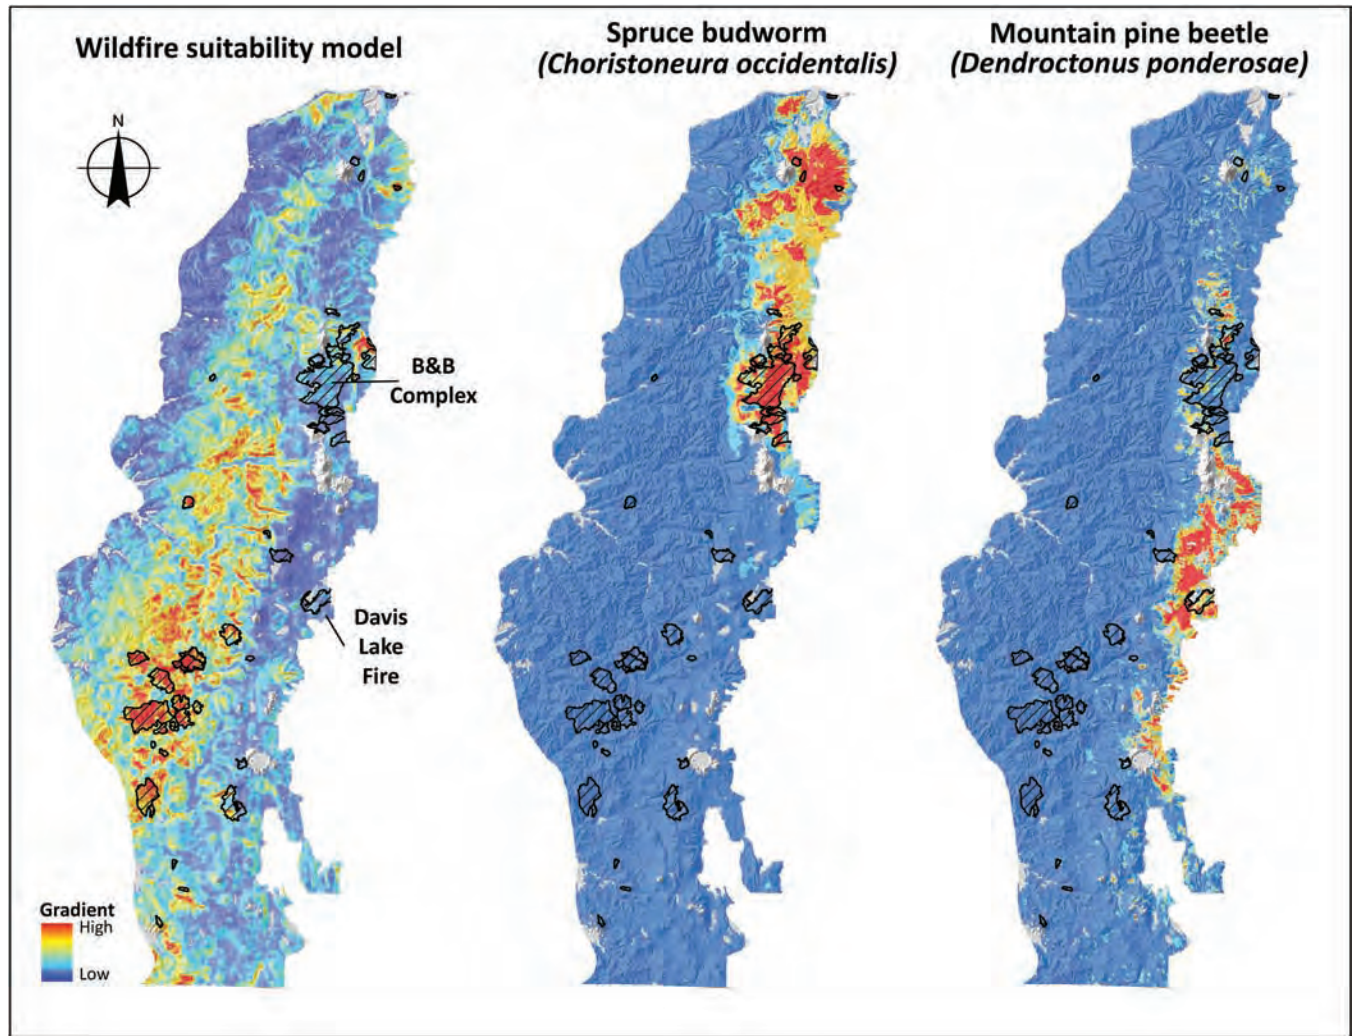 Wildfire suitability model
Spruce budworm
(Choristoneura occidentalis)
Mountain pine beetle
(Dendroctonus ponderosae)
N
B&B
Complex
Davis
Lake
Fire
Gradient
High
Low